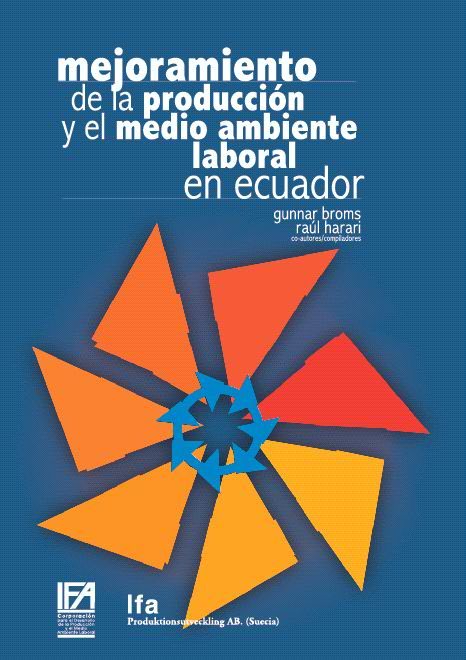 mejoramiento
de la producción
y el medio ambiente
laboral
en ecuador
gunnar broms
raúl harari
co-autores/compiladores
IFA
Corporación
para el Desarrollo
de la Producción
y el Medio
Ambiente Laboral
Ifa
Produktionsutveckling AB. (Suecia)